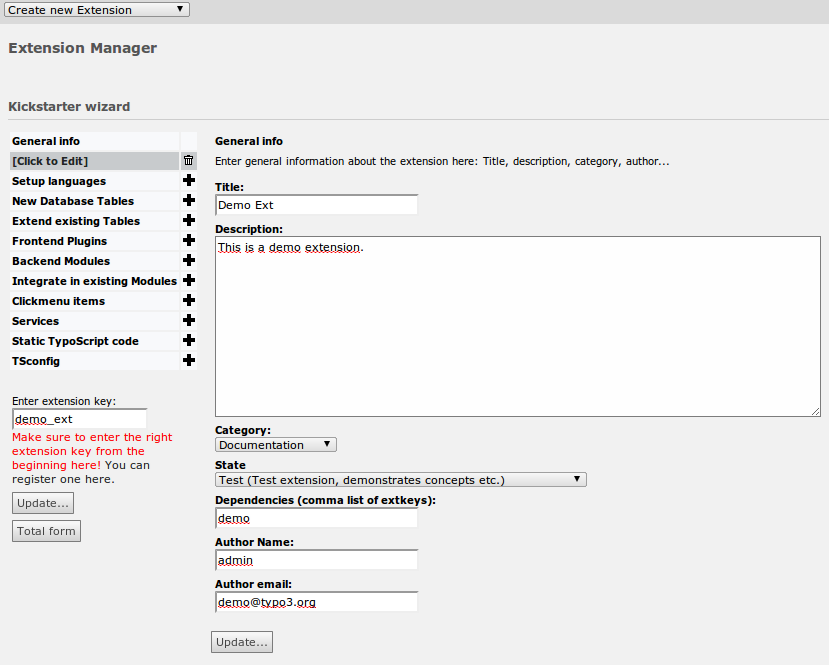 Create new Extension
Extension Manager
Kickstarter wizard
General info
[Click to Edit]
Setup languages
New Database Tables
Extend existing Tables
Frontend Plugins
Backend Modules
Integrate in existing Modules
Clickmenu items
Services
Static TypoScript code
TSconfig
Enter extension key:
demo_ext
Make sure to enter the right
extension key from the
beginning here! You can
register one here.
Update...
Total form
General info
Enter general information about the extension here: Title, description, category, author...
Title:
Demo Ext
Description:
This is a demo extension.
Category:
Documentation
State
Test (Test extension, demonstrates concepts etc.)
Dependencies (comma list of extkeys):
demo
Author Name:
admin
Author email:
demo@typo3.org
Update...